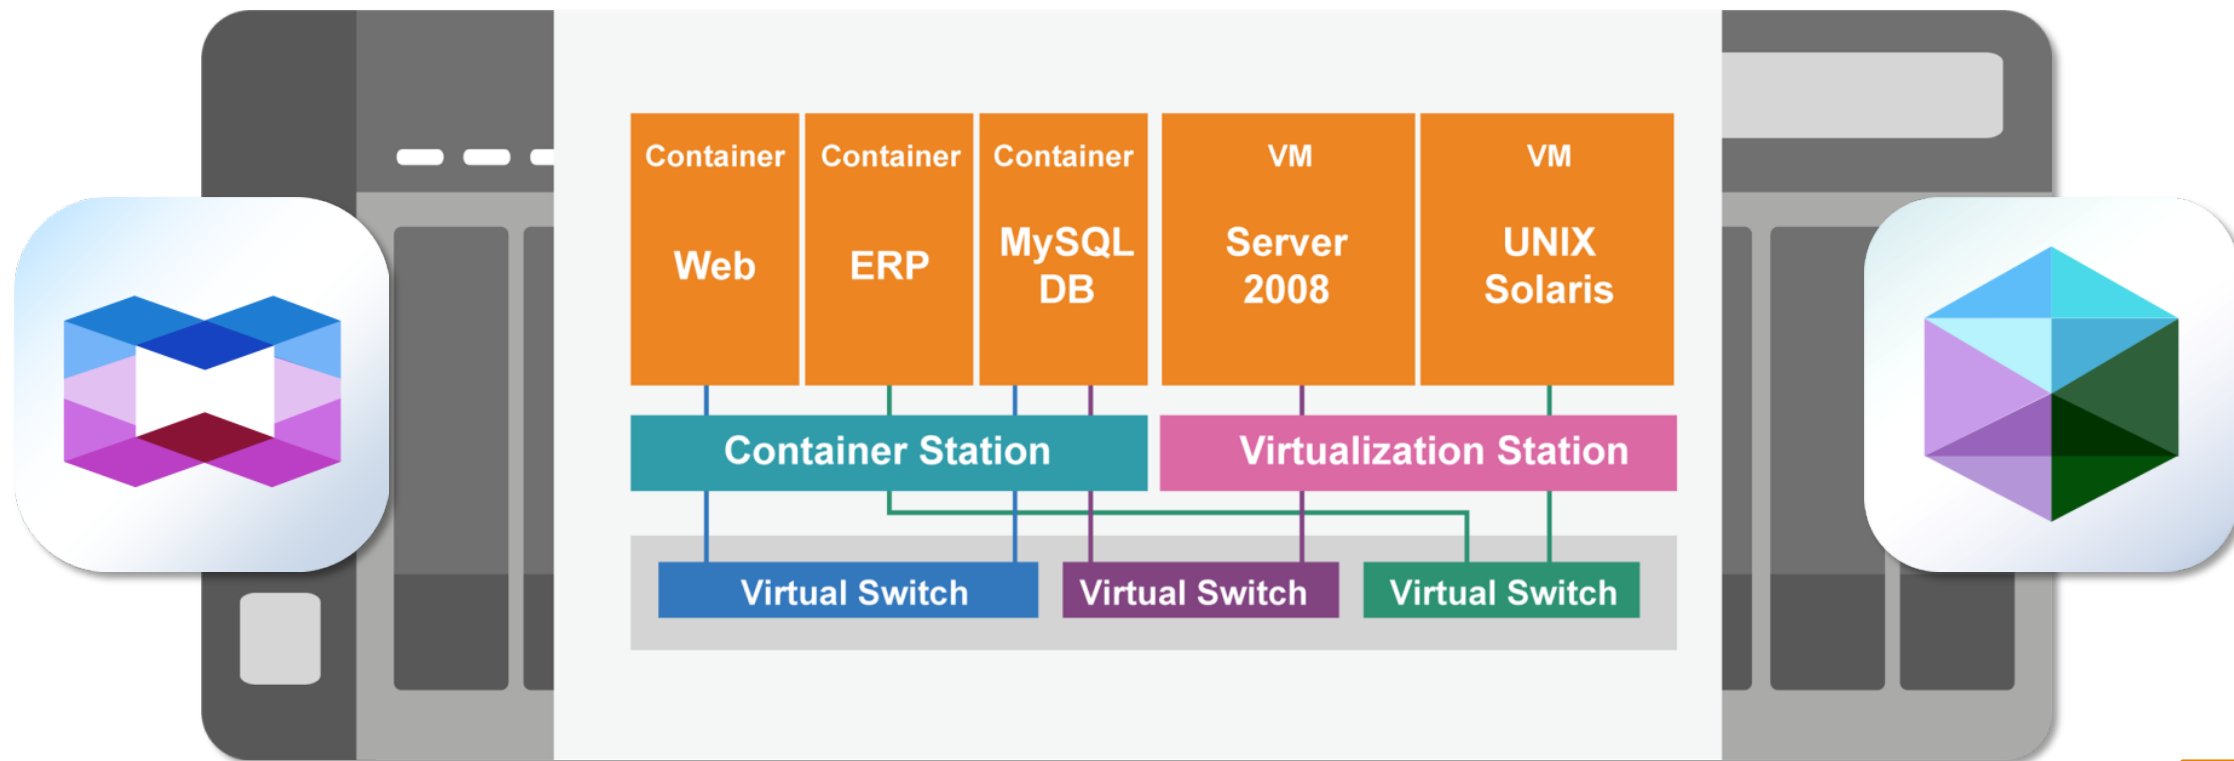 Container
Web
Container
ERP
Container
MySQL
DB
VM
Server
2008
VM
UNIX
Solaris
Container Station
Virtualization Station
Virtual Switch
Virtual Switch
Virtual Switch